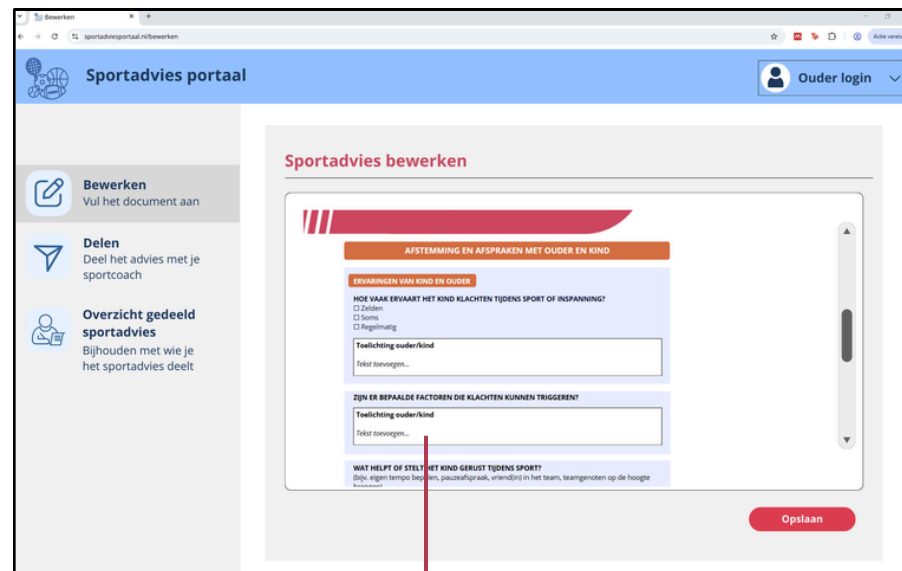 Bewerken
sportadviesportaal.nl/bewerken
Sportadvies portaal
Ouder login
Bewerken
Vul het document aan
Delen
Deel het advies met je
sportcoach
Overzicht gedeeld
sportadvies
Bijhouden met wie je
het sportadvies deelt
Sportadvies bewerken
AFSTEMMING EN AFSPRAKEN MET OUDER EN KIND
ERVARINGEN VAN KIND EN OUDER
HOE VAAK ERVAART HET KIND KLACHTEN TIJDENS SPORT OF INSPANNING?
Zelden
Soms
Regelmatig
Toelichting ouder/kind
Tekst toevoegen...
ZIJN ER BEPAALDE FACTOREN DIE KLACHTEN KUNNEN TRIGGEREN?
Toelichting ouder/kind
Tekst toevoegen...
WAT HELPT OF STELT HET KIND GERUST TIJDENS SPORT?
(bijv. eigen tempo bepalen, pauzeafspraak, vriend(in) in het team, teamgenoten op de hoogte
Opslaan